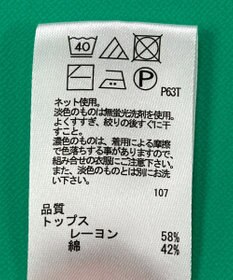 40
P
P63T
ネット使用。
淡色のものは無蛍光洗剤を使用。
よくすすぎ、絞りの後すぐに干す
こと。
濃色のものは、着用による摩擦
で色落ちする事がありますので、
組み合せの衣服にご注意下さい。
また、淡色のものとは別にお洗
い下さい。
107
品質
トップス
レーヨン 58%
綿 42%